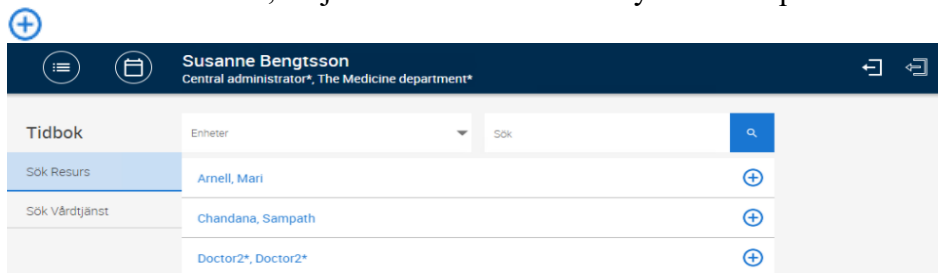 Susanne Bengtsson
Central administrator*, The Medicine department*
Tidbok
Enheter
Sök
Sök Resurs
Arnell, Mari
Sök Vårdtjänst
Chandana, Sampath
Doctor2*, Doctor2*